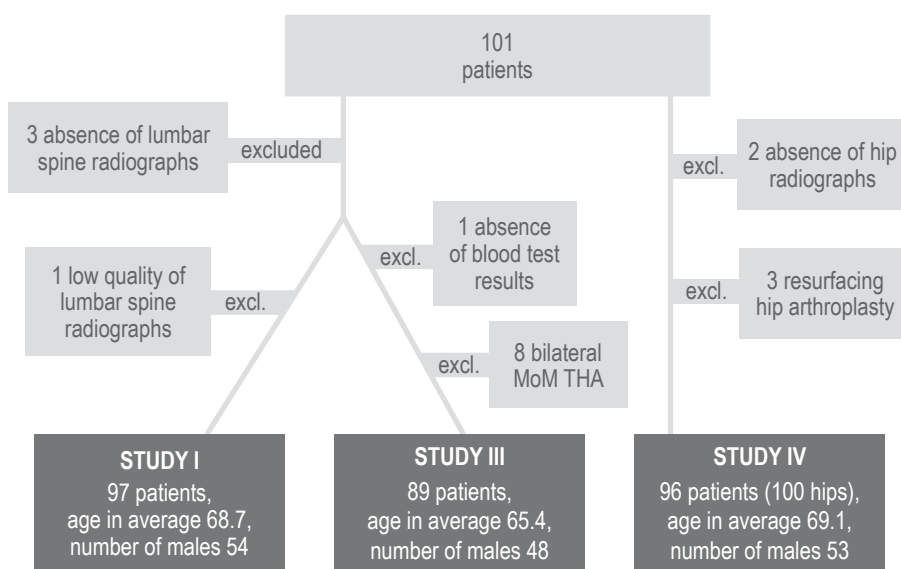 101
patients
3 absence of lumbar
spine radiographs
excluded
2 absence of hip
radiographs
excl.
1 absence
of blood test
results
excl.
1 low quality of
lumbar spine
radiographs
excl.
3 resurfacing
hip arthroplasty
excl.
8 bilateral
MoM THA
excl.
STUDY I
97 patients,
age in average 68.7,
number of males 54
STUDY III
89 patients,
age in average 65.4,
number of males 48
STUDY IV
96 patients (100 hips),
age in average 69.1,
number of males 53